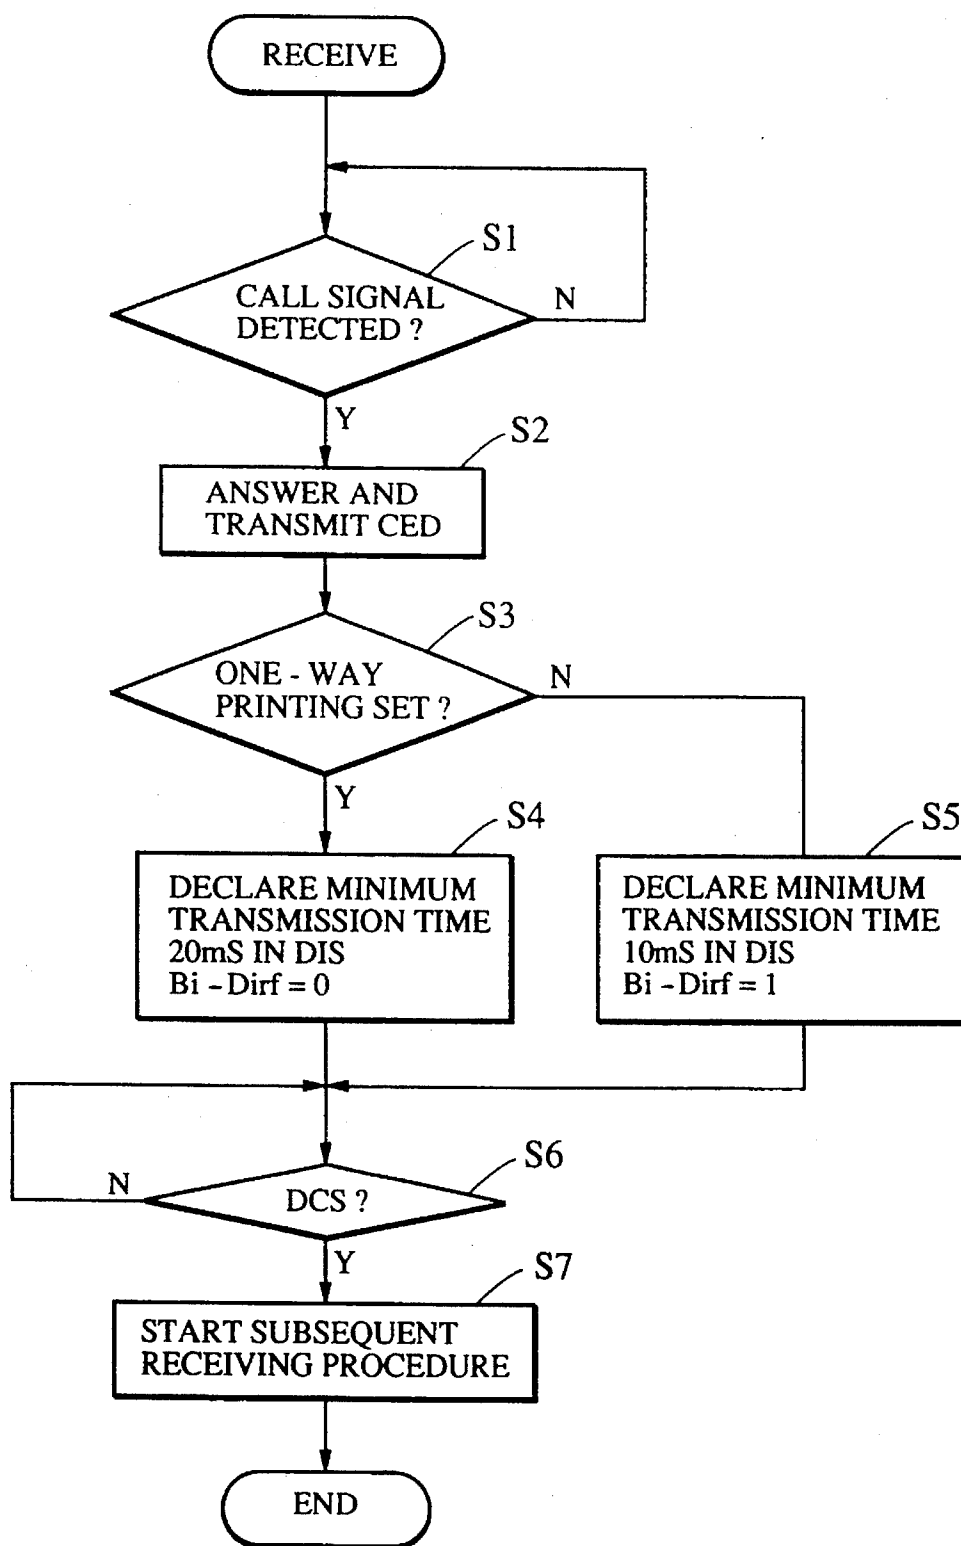 RECEIVE
S1
CALL SIGNAL
DETECTED ?
N
Y
S2
ANSWER AND
TRANSMIT CED
S3
ONE - WAY
PRINTING SET ?
N
Y
S4
DECLARE MINIMUM
TRANSMISSION TIME
20mS IN DIS
Bi - Dirf = 0
S5
DECLARE MINIMUM
TRANSMISSION TIME
10mS IN DIS
Bi - Dirf = 1
S6
DCS ?
N
Y
S7
START SUBSEQUENT
RECEIVING PROCEDURE
END